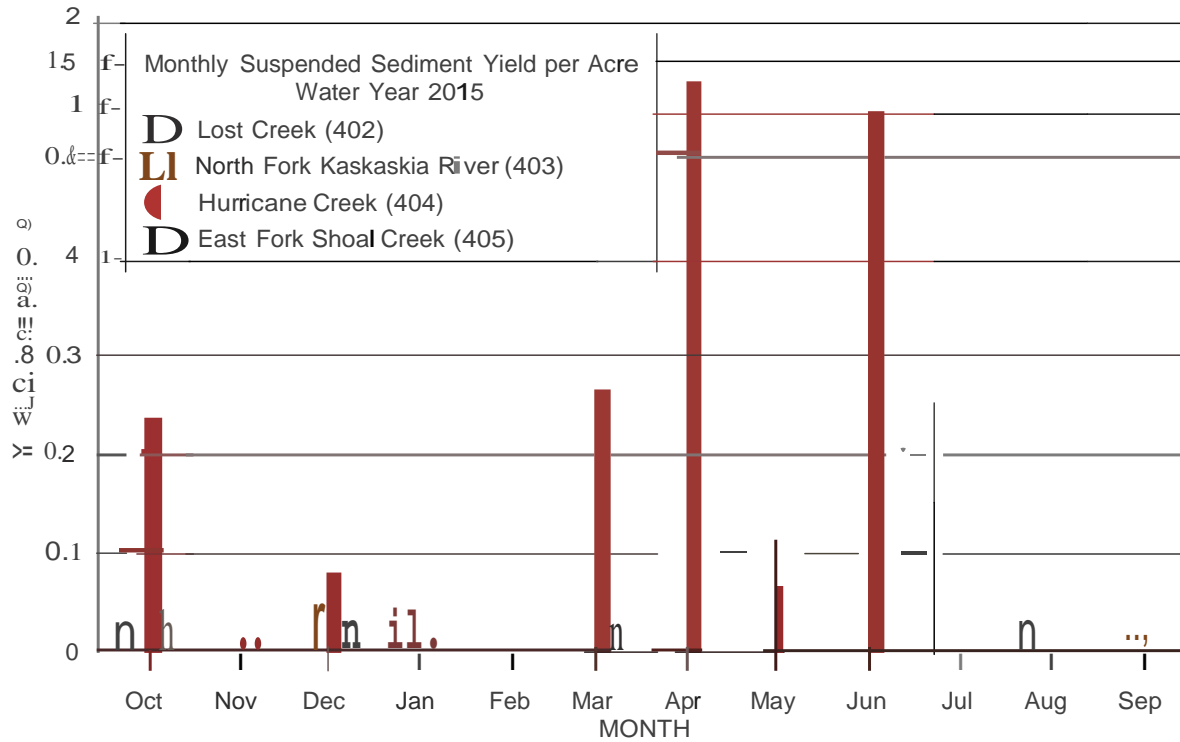 2
1.5
1
0.
4
0.3
0.2
0.1
0
Monthly Suspended Sediment Yield per Acre
Water Year 2015
Lost Creek (402)
North Fork Kaskaskia River (403)
Hurricane Creek (404)
East Fork Shoal Creek (405)
Oct Nov Dec Jan Feb Mar Apr May Jun Jul Aug Sep
MONTH